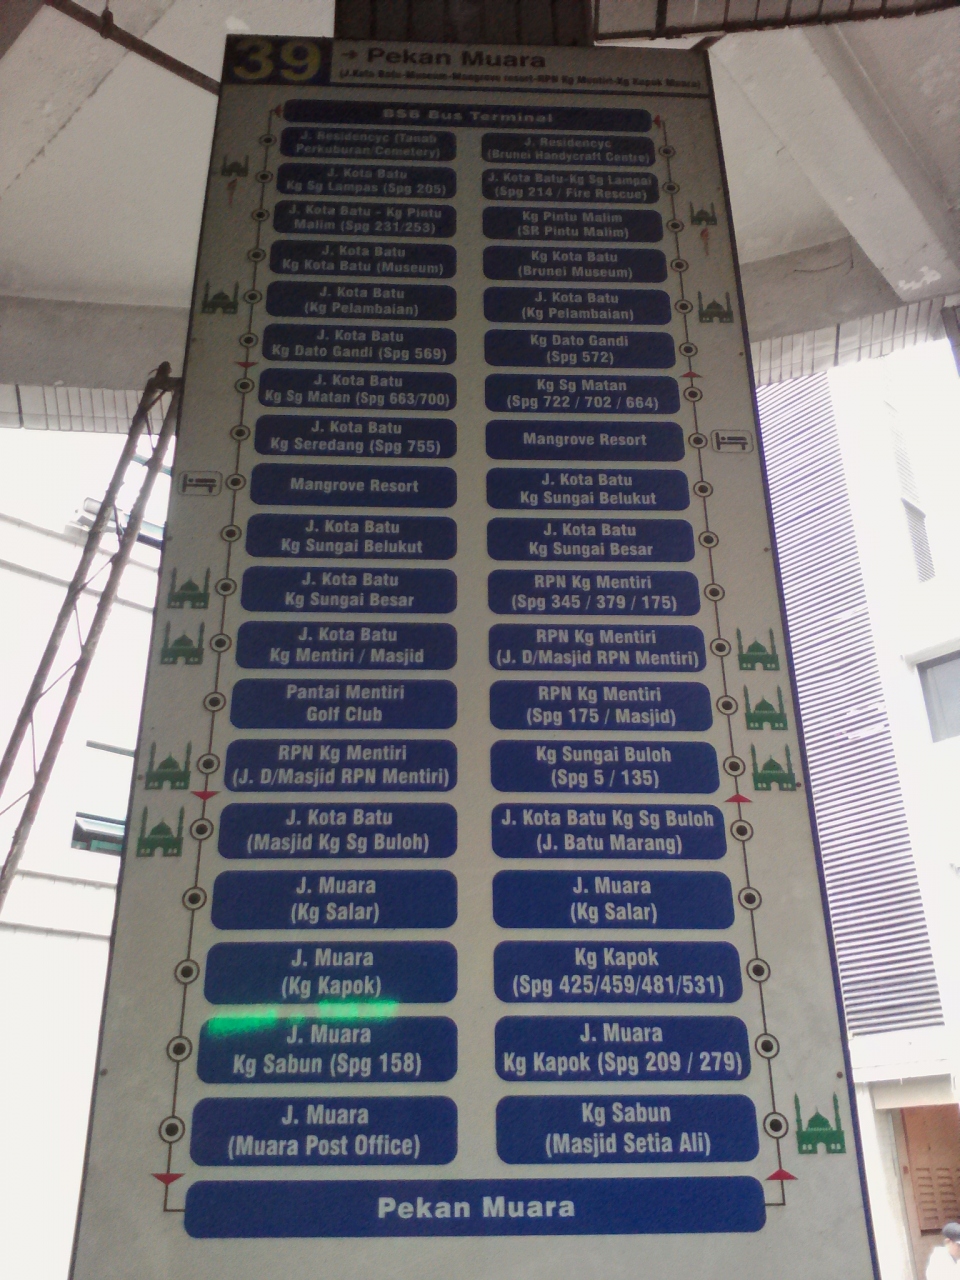 39 → Pekan Muara
(J.Kota Batu-Museum-Mangrove resort-RPN Kg Mentiri-Kg Kapok Muara)
BSB Bus Terminal
J. Residencyc (Tanah
Perkuburan/Cemetery)
J. Kota Batu
Kg Sg Lampas (Spg 205)
J. Kota Batu - Kg Pintu
Malim (Spg 231/253)
J. Kota Batu
Kg Kota Batu (Museum)
J. Kota Batu
(Kg Pelambaian)
J. Kota Batu
Kg Dato Gandi (Spg 569)
J. Kota Batu
Kg Sg Matan (Spg 663/700)
J. Kota Batu
Kg Seredang (Spg 755)
Mangrove Resort
J. Kota Batu
Kg Sungai Belukut
J. Kota Batu
Kg Sungai Besar
J. Kota Batu
Kg Mentiri / Masjid
Pantai Mentiri
Golf Club
RPN Kg Mentiri
(J. D/Masjid RPN Mentiri)
J. Kota Batu
(Masjid Kg Sg Buloh)
J. Muara
(Kg Salar)
J. Muara
(Kg Kapok)
J. Muara
Kg Sabun (Spg 158)
J. Muara
(Muara Post Office)
J. Residencyc
(Brunei Handycraft Centre)
J. Kota Batu-Kg Sg Lampai
(Spg 214 / Fire Rescue)
Kg Pintu Malim
(SR Pintu Malim)
Kg Kota Batu
(Brunei Museum)
J. Kota Batu
(Kg Pelambaian)
Kg Dato Gandi
(Spg 572)
Kg Sg Matan
(Spg 722 / 702 / 664)
Mangrove Resort
J. Kota Batu
Kg Sungai Belukut
J. Kota Batu
Kg Sungai Besar
RPN Kg Mentiri
(Spg 345 / 379 / 175)
RPN Kg Mentiri
(J. D/Masjid RPN Mentiri)
RPN Kg Mentiri
(Spg 175 / Masjid)
Kg Sungai Buloh
(Spg 5 / 135)
J. Kota Batu Kg Sg Buloh
(J. Batu Marang)
J. Muara
(Kg Salar)
Kg Kapok
(Spg 425/459/481/531)
J. Muara
Kg Kapok (Spg 209 / 279)
Kg Sabun
(Masjid Setia Ali)
Pekan Muara